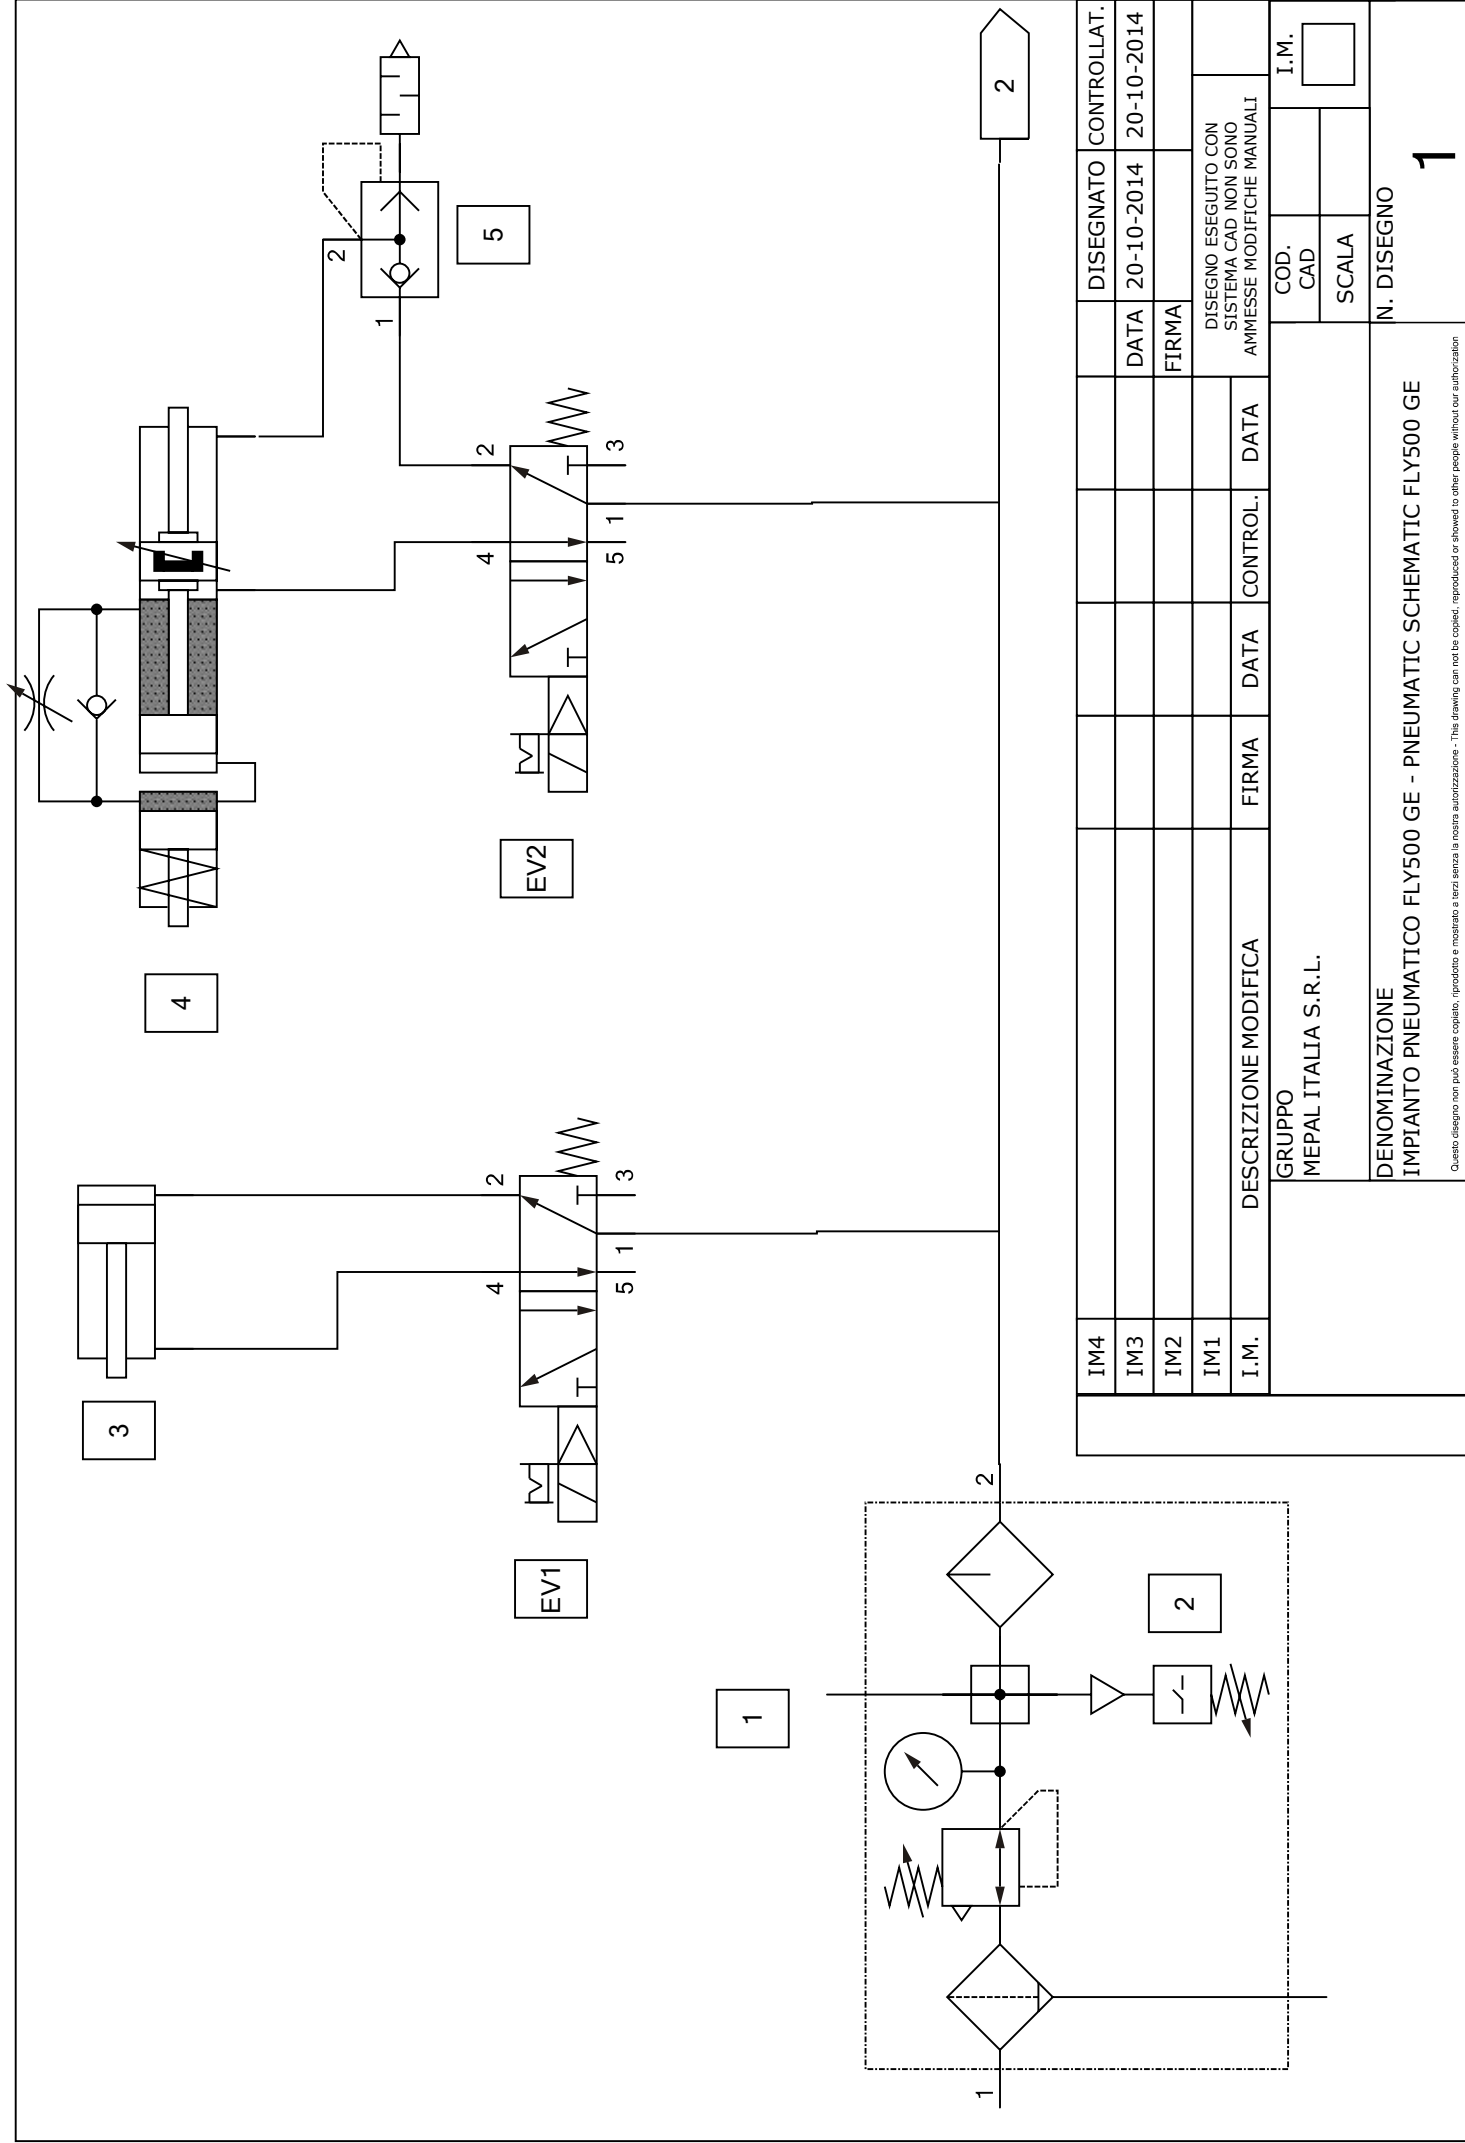 3
4
5
EV1
EV2
1
2
4
2
5
1
3
4
2
5
1
3
1
2
1
2
2
IM4
IM3
IM2
IM1
I.M.
DESCRIZIONE MODIFICA
FIRMA
DATA
CONTROL.
DATA
DISEGNATO
CONTROLLAT.
DATA
20-10-2014
20-10-2014
FIRMA
DISEGNO ESEGUITO CON
SISTEMA CAD NON SONO
AMMESSE MODIFICHE MANUALI
GRUPPO
MEPAL ITALIA S.R.L.
COD.
CAD
SCALA
I.M.
DENOMINAZIONE
IMPIANTO PNEUMATICO FLY500 GE - PNEUMATIC SCHEMATIC FLY500 GE
N. DISEGNO
1
Questo disegno non può essere copiato, riprodotto e mostrato a terzi senza la nostra autorizzazione - This drawing can not be copied, reproduced or showed to other people without our authorization